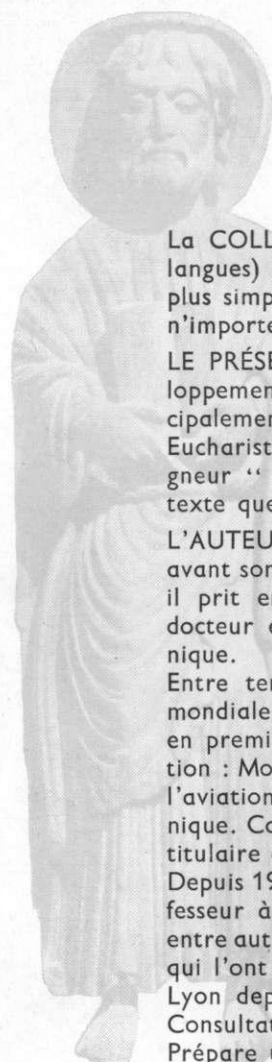 La COLL
langues)
plus simp
n'importe
LE PRÉSE
loppemen
cipalemen
Eucharist
gneur ‘‘
texte que
L'AUTEU
avant son
il prit e
docteur e
nique.
Entre ter
mondiale
en premi
tion : Mo
l'aviation
nique. Co
titulaire
Depuis 19
fesseur à
entre aut
qui l'ont
Lyon dep
Consultat
Prépare